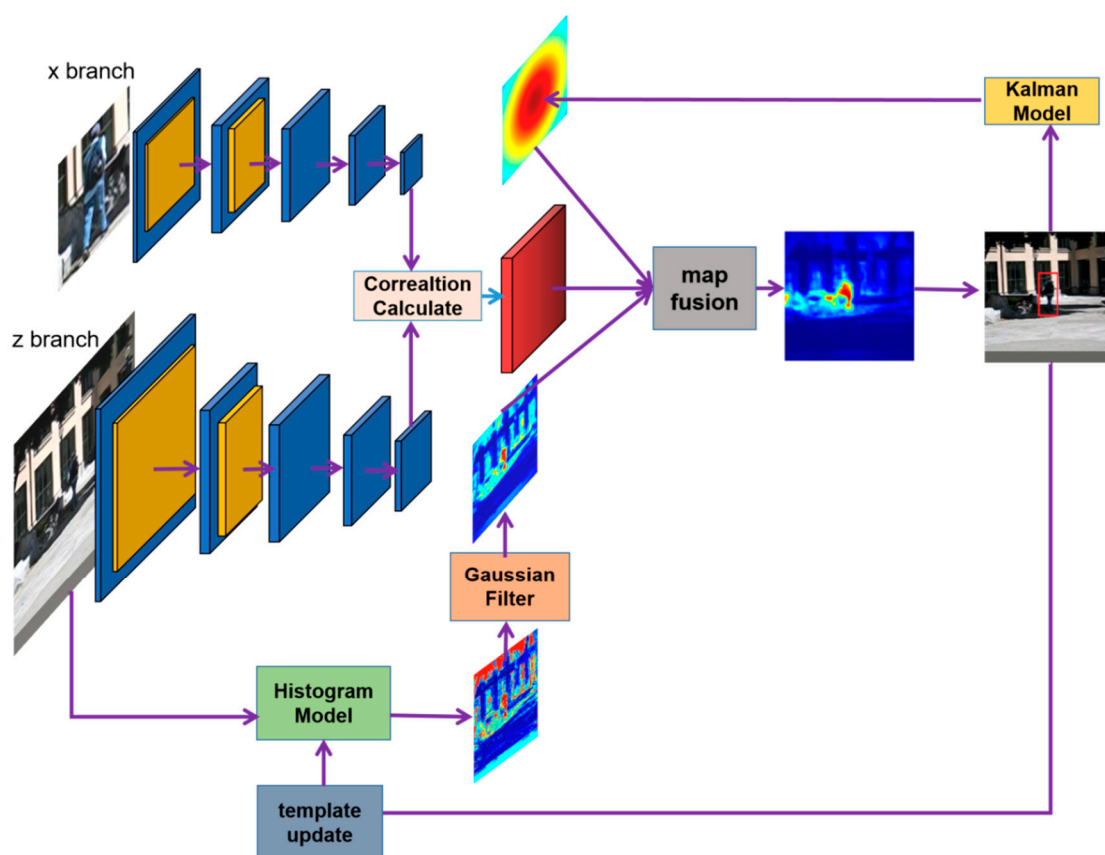 x branch
Kalman
Model
Correaltion
Calculate
map
fusion
z branch
Gaussian
Filter
Histogram
Model
template
update